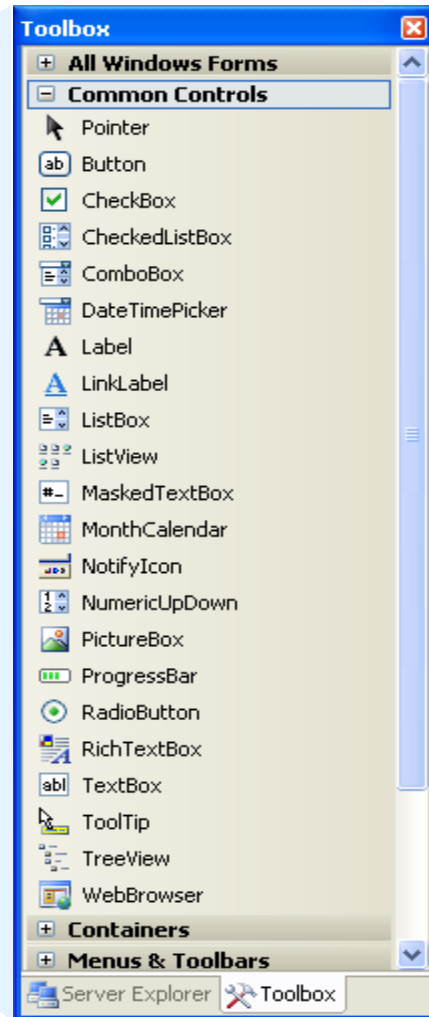 Toolbox
All Windows Forms
Common Controls
Pointer
Button
CheckBox
CheckedListBox
ComboBox
DateTimePicker
Label
LinkLabel
ListBox
ListView
MaskedTextBox
MonthCalendar
NotifyIcon
NumericUpDown
PictureBox
ProgressBar
RadioButton
RichTextBox
TextBox
ToolTip
TreeView
WebBrowser
Containers
Menus & Toolbars
Server Explorer Toolbox